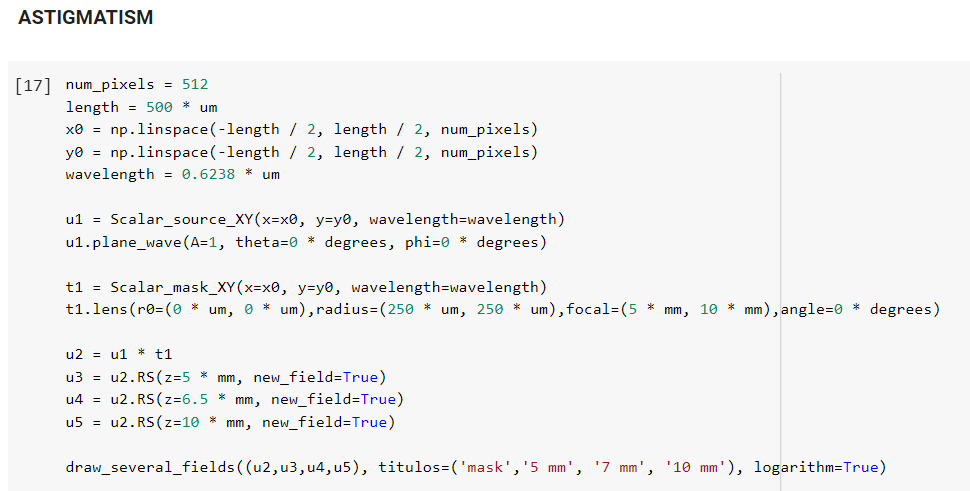 ASTIGMATISM
[17] num_pixels = 512
length = 500 * um
x0 = np.linspace(-length / 2, length / 2, num_pixels)
y0 = np.linspace(-length / 2, length / 2, num_pixels)
wavelength = 0.6238 * um
u1 = Scalar_source_XY(x=x0, y=y0, wavelength=wavelength)
u1.plane_wave(A=1, theta=0 * degrees, phi=0 * degrees)
t1 = Scalar_mask_XY(x=x0, y=y0, wavelength=wavelength)
t1.lens(r0=(0 * um, 0 * um),radius=(250 * um, 250 * um),focal=(5 * mm, 10 * mm),angle=0 * degrees)
u2 = u1 * t1
u3 = u2.RS(z=5 * mm, new_field=True)
u4 = u2.RS(z=6.5 * mm, new_field=True)
u5 = u2.RS(z=10 * mm, new_field=True)
draw_several_fields((u2,u3,u4,u5), titulos=('mask','5 mm', '7 mm', '10 mm'), logarithm=True)